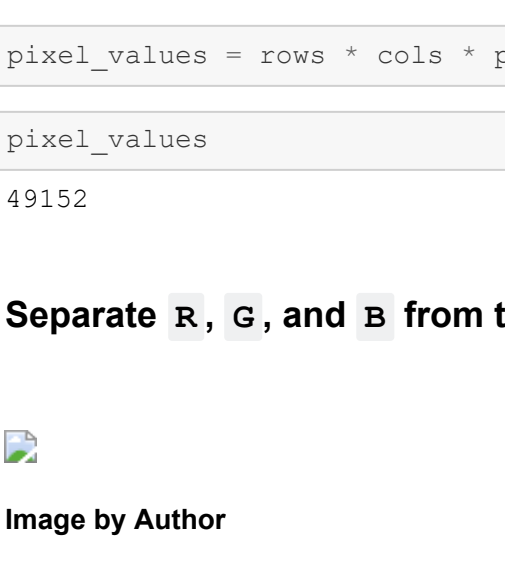 pixel_values = rows * cols * p
pixel_values
49152
Separate R, G, and B from t
Image by Author